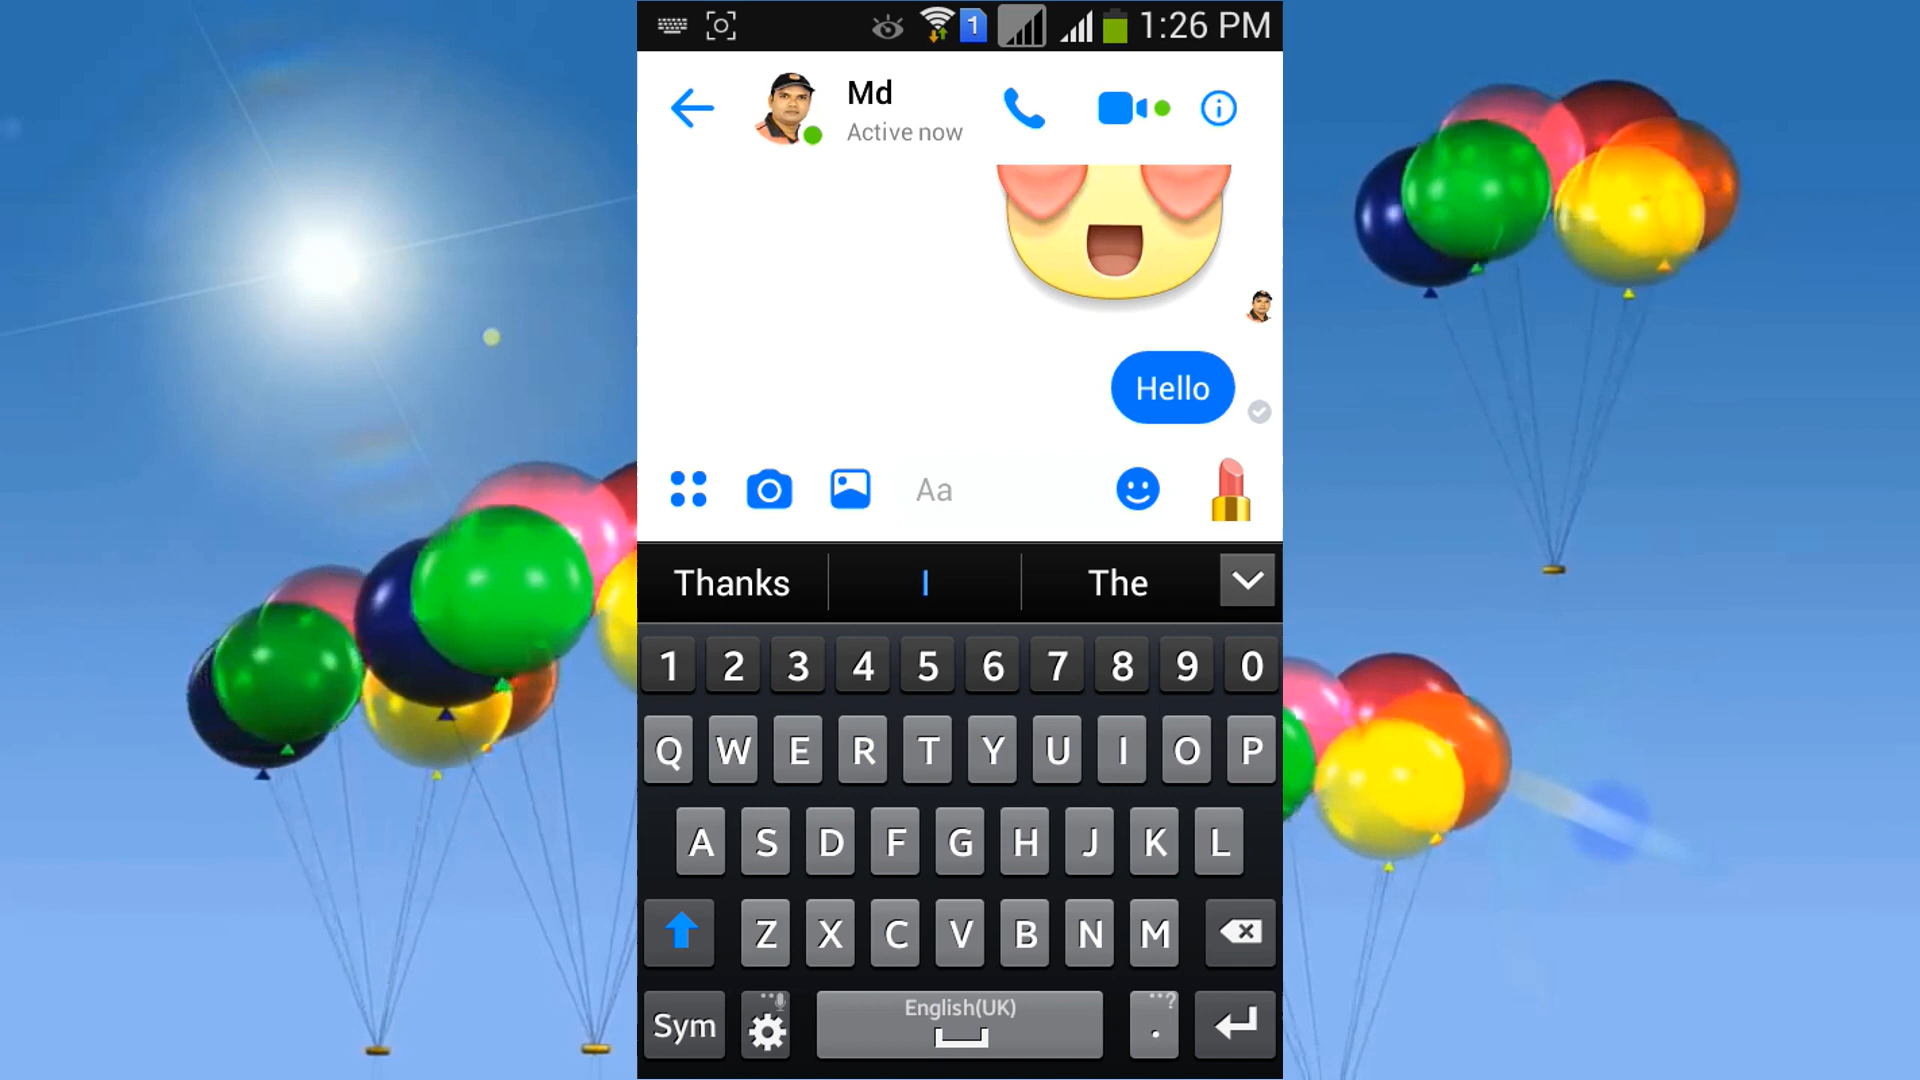 1 1:26 PM
Md
Active now
Hello
Aa
Thanks I The
1 2 3 4 5 6 7 8 9 0
Q W E R T Y U I O P
A S D F G H J K L
Z X C V B N M
Sym English(UK) . ...?